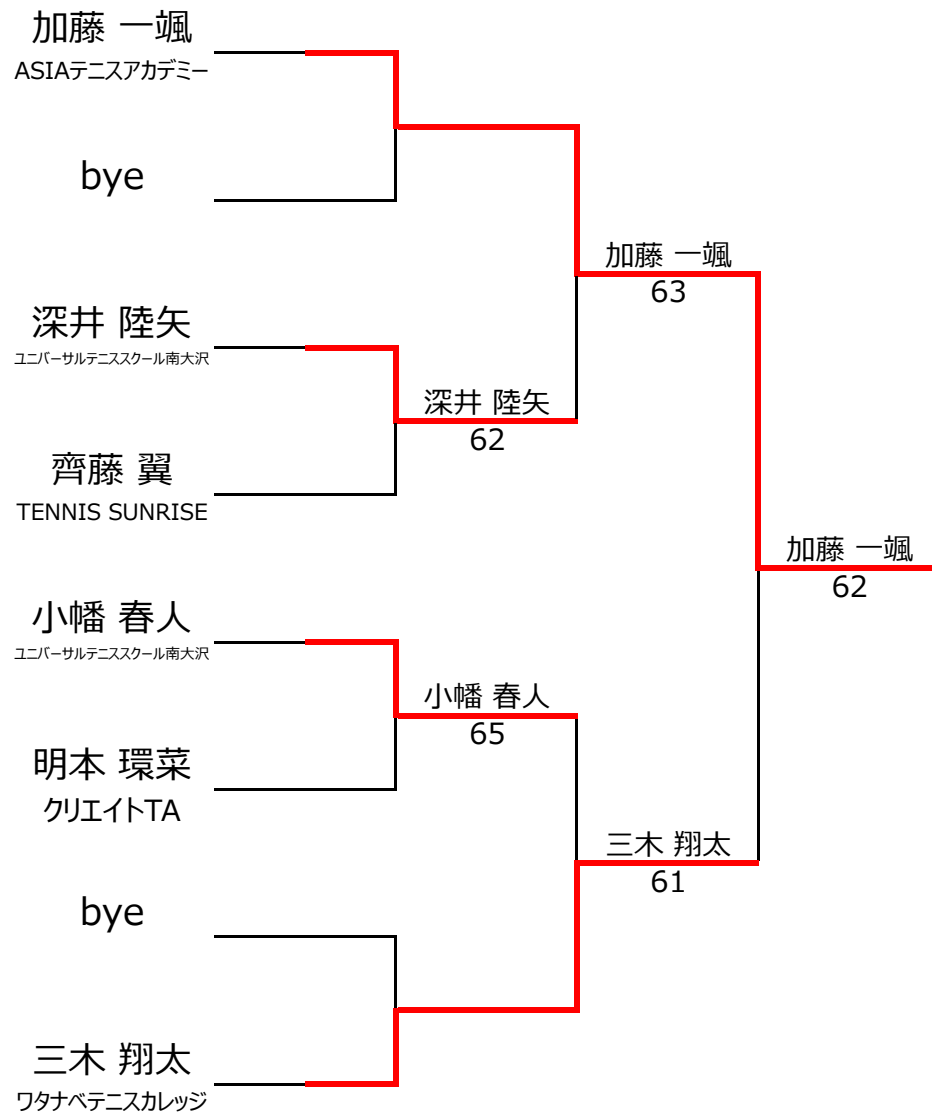 加藤 一颯
ASIAテニスアカデミー
bye
加藤 一颯
63
深井 陸矢
ユニバーサルテニススクール南大沢
深井 陸矢
62
齊藤 翼
TENNIS SUNRISE
加藤 一颯
62
小幡 春人
ユニバーサルテニススクール南大沢
小幡 春人
65
明本 環菜
クリエイトTA
三木 翔太
61
bye
三木 翔太
ワタナベテニスカレッジ